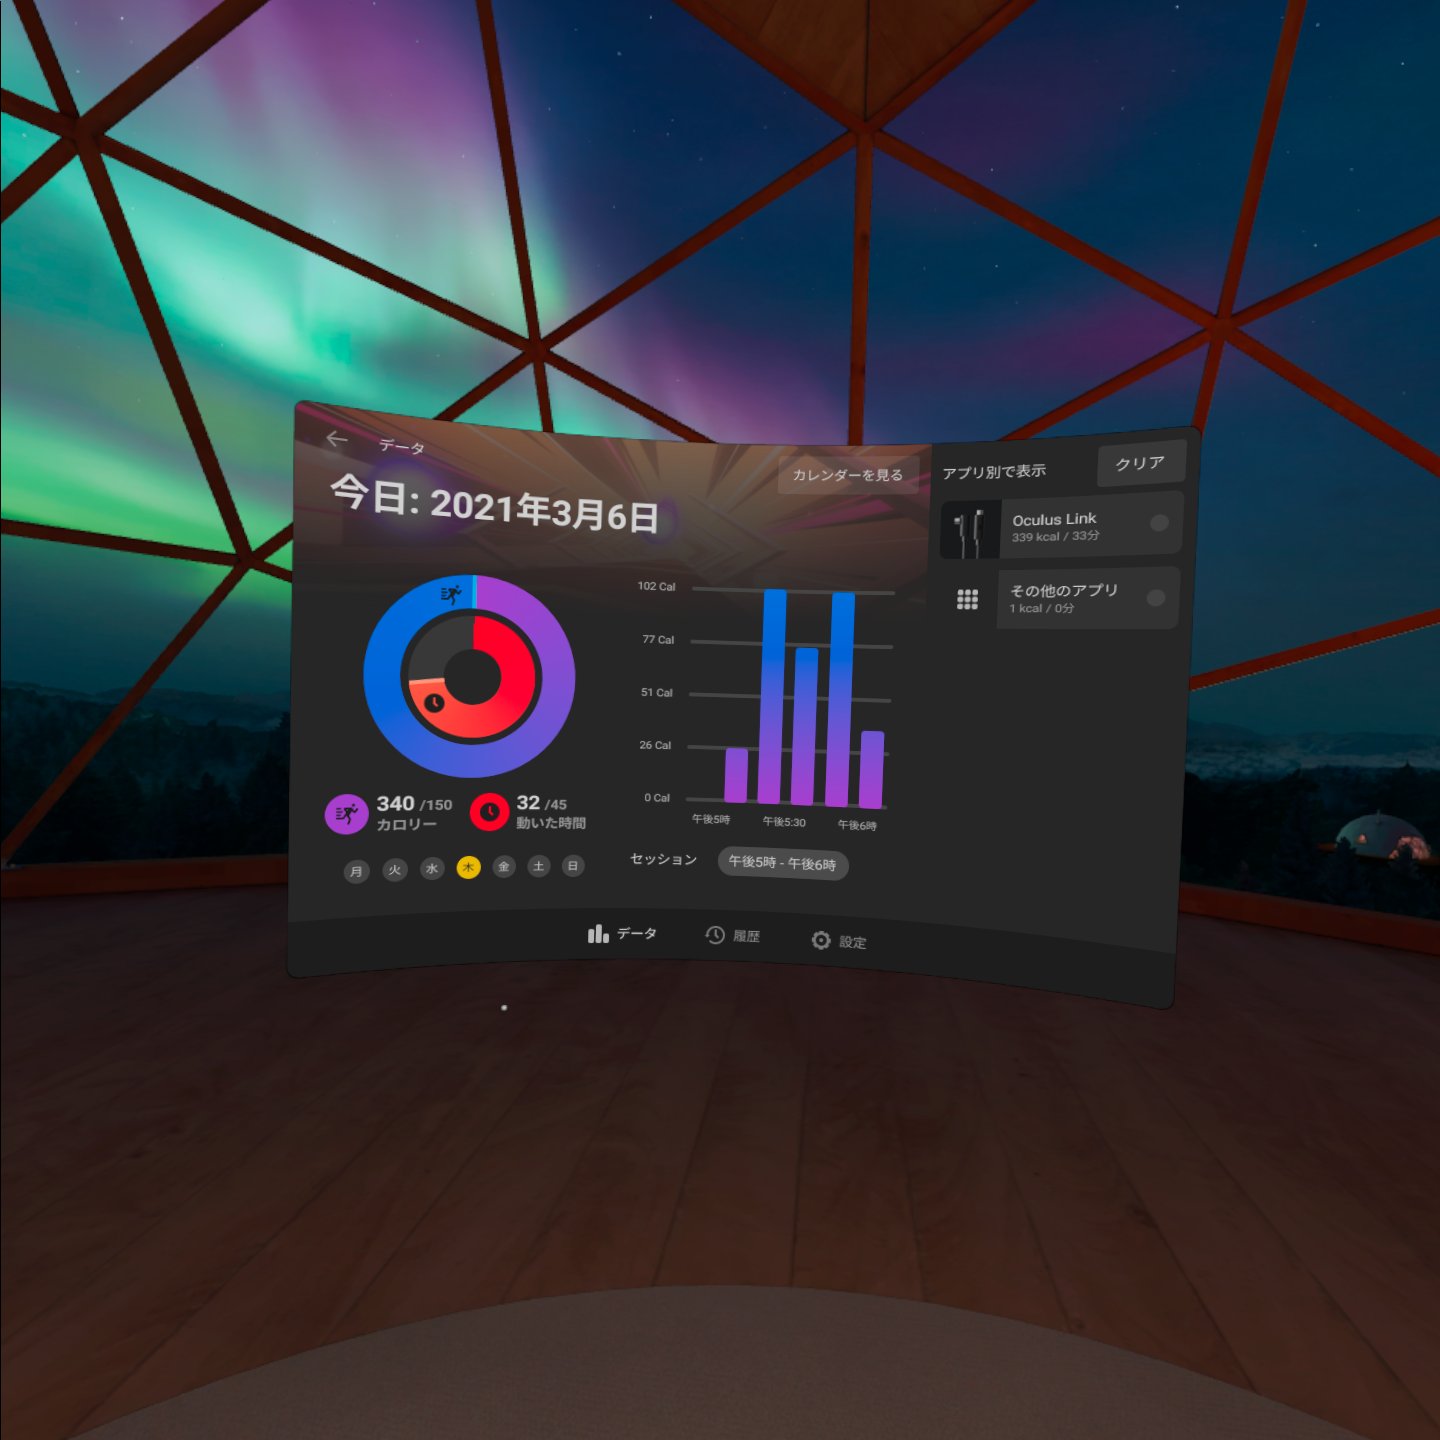 データ
今日: 2021年3月6日
カレンダーを見る
アプリ別で表示
クリア
Oculus Link
339 kcal / 33分
その他のアプリ
1 kcal / 0分
102 Cal
77 Cal
51 Cal
26 Cal
0 Cal
午後5時
午後5:30
午後6時
340 /150
カロリー
32 /45
動いた時間
月 火 水 木 金 土 日
セッション
午後5時 - 午後6時
データ
履歴
設定